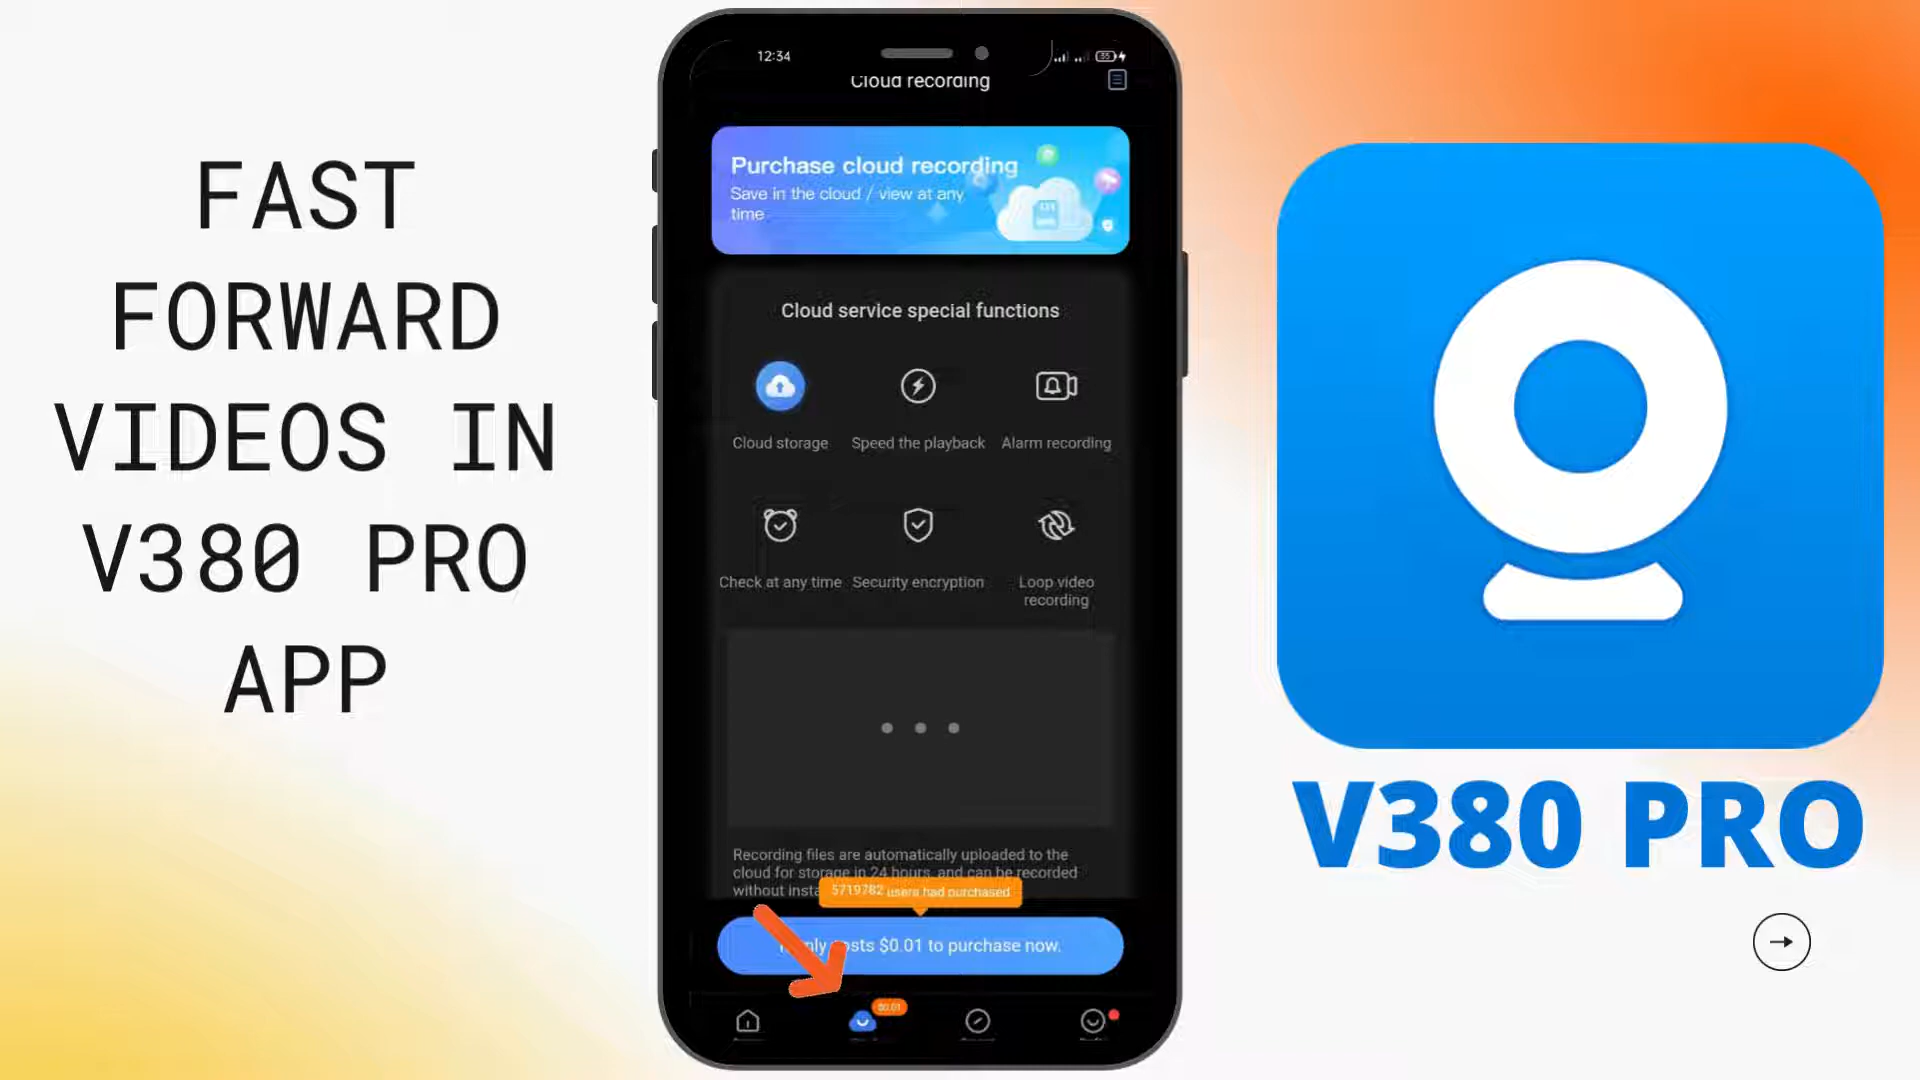 FAST
FORWARD
VIDEOS IN
V380 PRO
APP
12:34
55
Cloud recording
Purchase cloud recording
Save in the cloud / view at any
time
Cloud service special functions
Cloud storage
Speed the playback
Alarm recording
Check at any time
Security encryption
Loop video
recording
Recording files are automatically uploaded to the
cloud for storage in 24 hours, and can be recorded
without
5719782 users had purchased
$0.01 to purchase now.
$0.01
V380 PRO